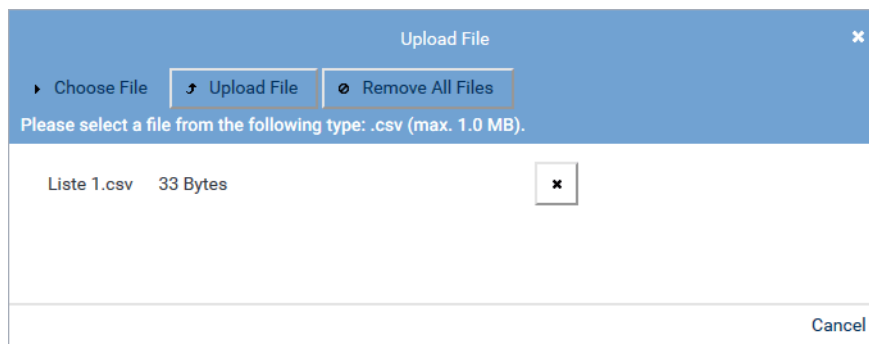 Upload File
Choose File Upload File Remove All Files
Please select a file from the following type: .csv (max. 1.0 MB).
Liste 1.csv 33 Bytes
Cancel